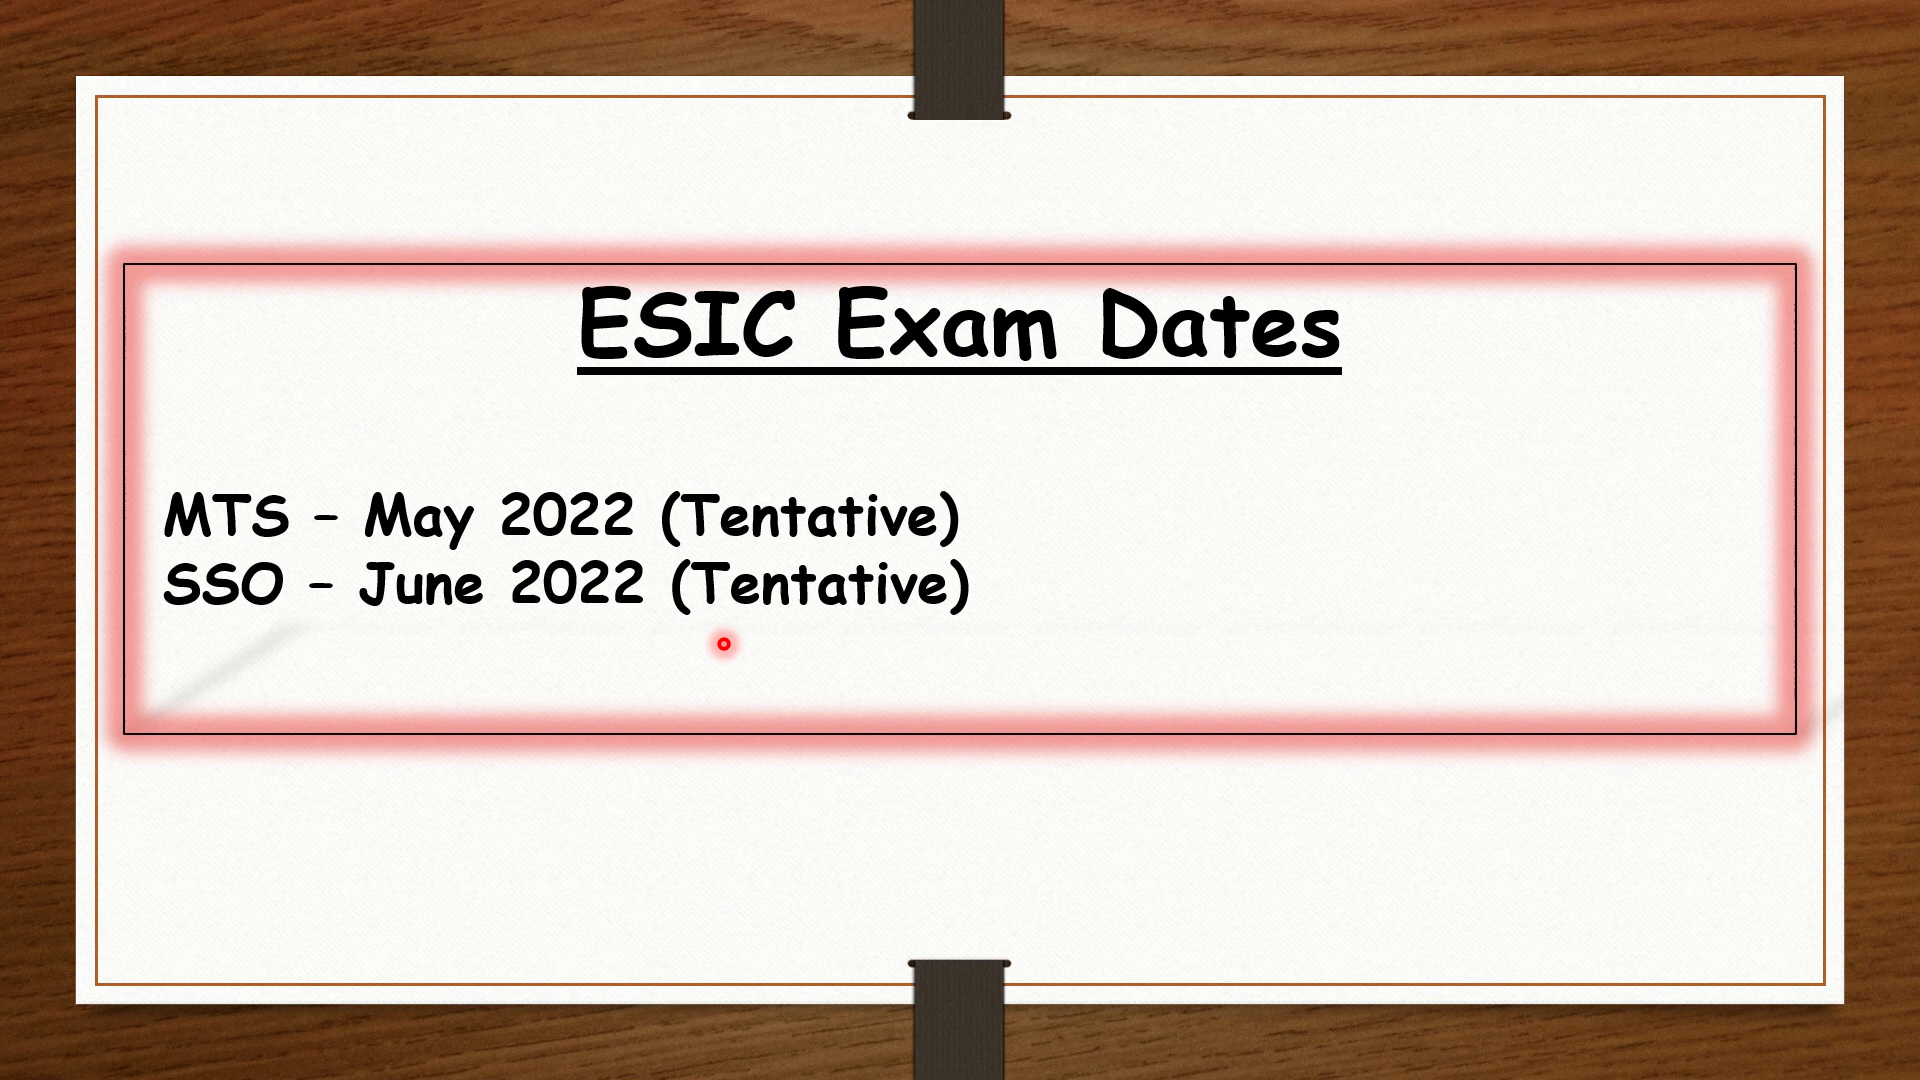 ESIC Exam Dates
MTS – May 2022 (Tentative)
SSO – June 2022 (Tentative)